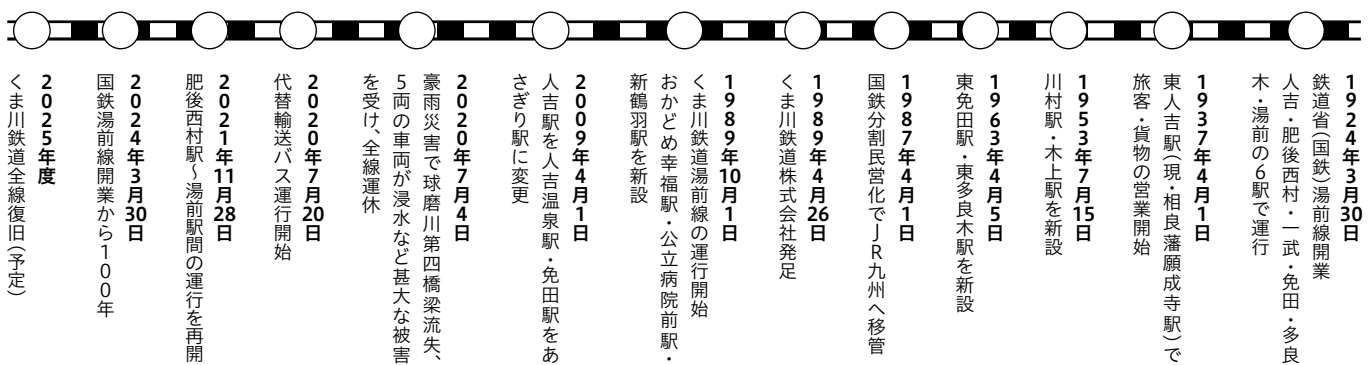 1924年3月30日
鉄道省(国鉄)湯前線開業
人吉・肥後西村・一武・免田・多良
木・湯前の6駅で運行
1937年4月1日
東人吉駅(現・相良藩願成寺駅)で
旅客・貨物の営業開始
1953年7月15日
川村駅・木上駅を新設
1963年4月5日
東免田駅・東多良木駅を新設
1987年4月1日
国鉄分割民営化でJR九州へ移管
1989年4月26日
くま川鉄道株式会社発足
1989年10月1日
くま川鉄道湯前線の運行開始
おかどめ幸福駅・公立病院前駅・
新鶴羽駅を新設
2009年4月1日
人吉駅を人吉温泉駅・免田駅をあ
さぎり駅に変更
2020年7月4日
豪雨災害で球磨川第四橋梁流失、
5両の車両が浸水など甚大な被害
を受け、全線運休
2020年7月20日
代替輸送バス運行開始
2021年11月28日
肥後西村駅〜湯前駅間の運行を再開
2024年3月30日
国鉄湯前線開業から100年
2025年度
くま川鉄道全線復旧(予定)